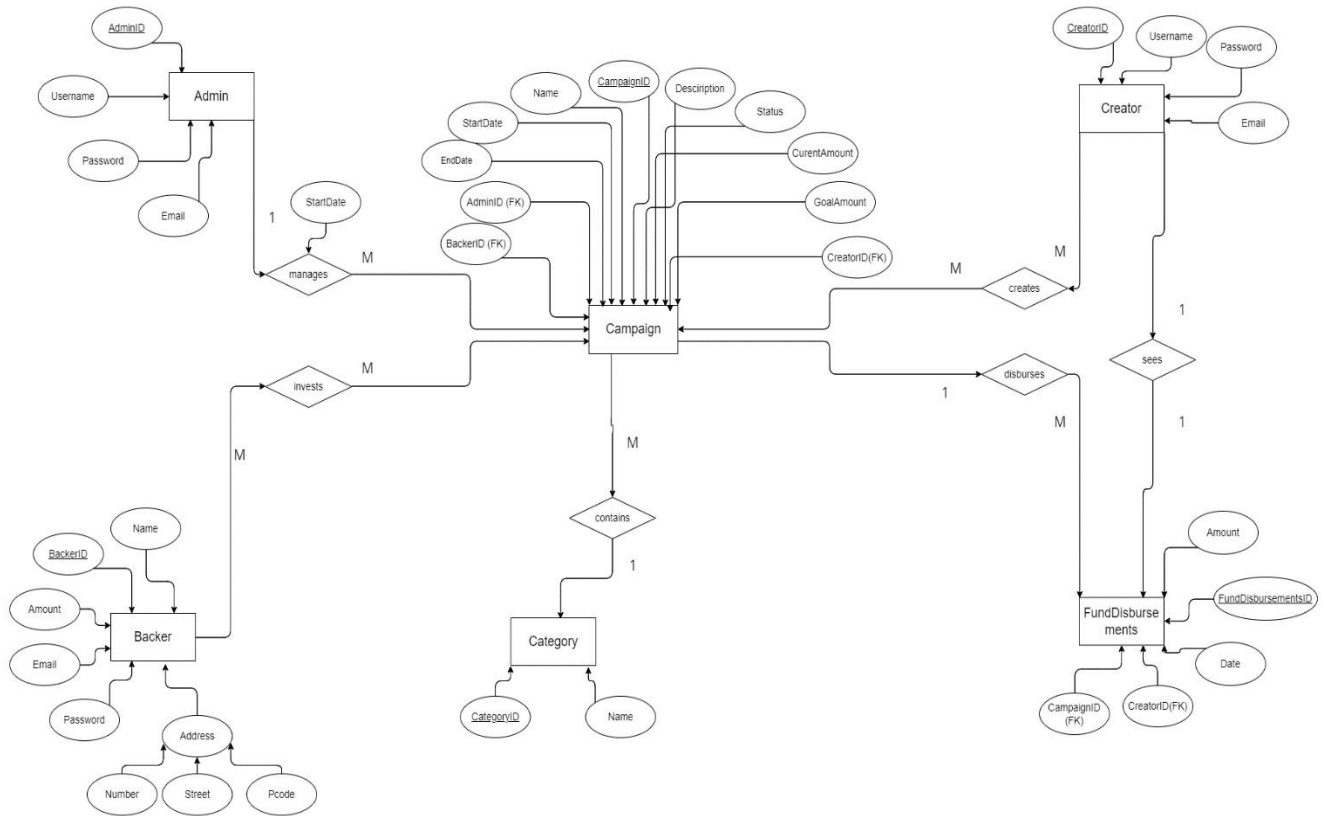 AdminID
Username
Admin
Password
Email
1
StartDate
manages
M
Name
CampaignID
Desciription
Status
StartDate
EndDate
CurentAmount
AdminID (FK)
GoalAmount
BackerID (FK)
CreatorID(FK)
Campaign
CreatorID
Username
Password
Creator
Email
M
M
creates
1
sees
1
invests
M
M
disburses
1
M
M
contains
1
Name
BackerID
Amount
Backer
Email
Password
Address
Number
Street
Pcode
Category
CategoryID
Name
Amount
FundDisburse
ments
FundDisbursementsID
Date
CampaignID
(FK)
CreatorID(FK)